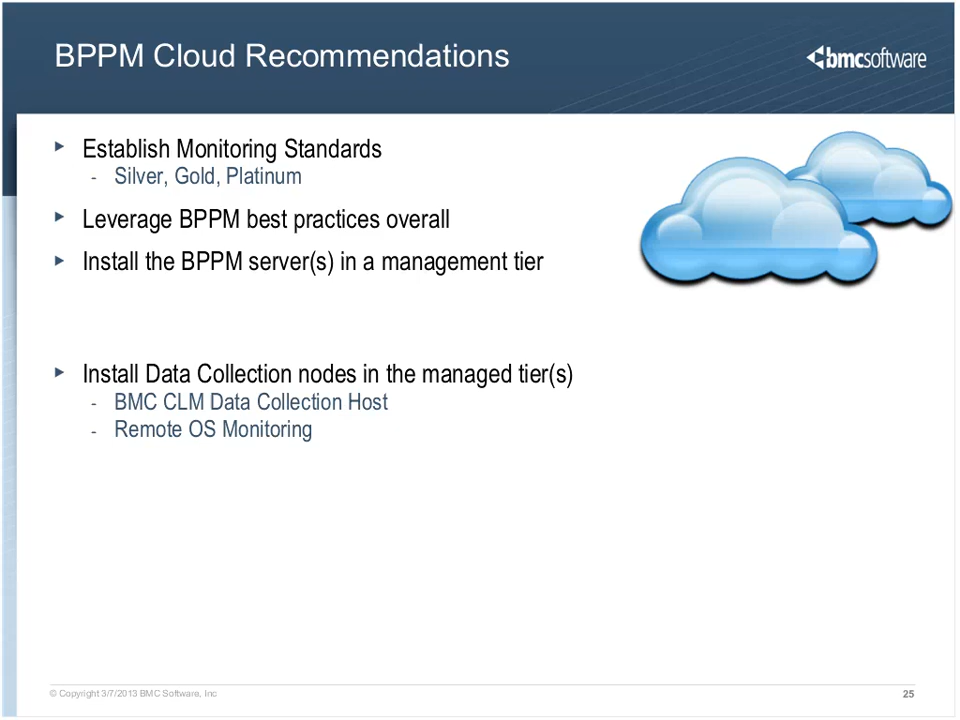 BPPM Cloud Recommendations
bmcsoftware
Establish Monitoring Standards
- Silver, Gold, Platinum
Leverage BPPM best practices overall
Install the BPPM server(s) in a management tier
Install Data Collection nodes in the managed tier(s)
- BMC CLM Data Collection Host
- Remote OS Monitoring
© Copyright 3/7/2013 BMC Software, Inc
25